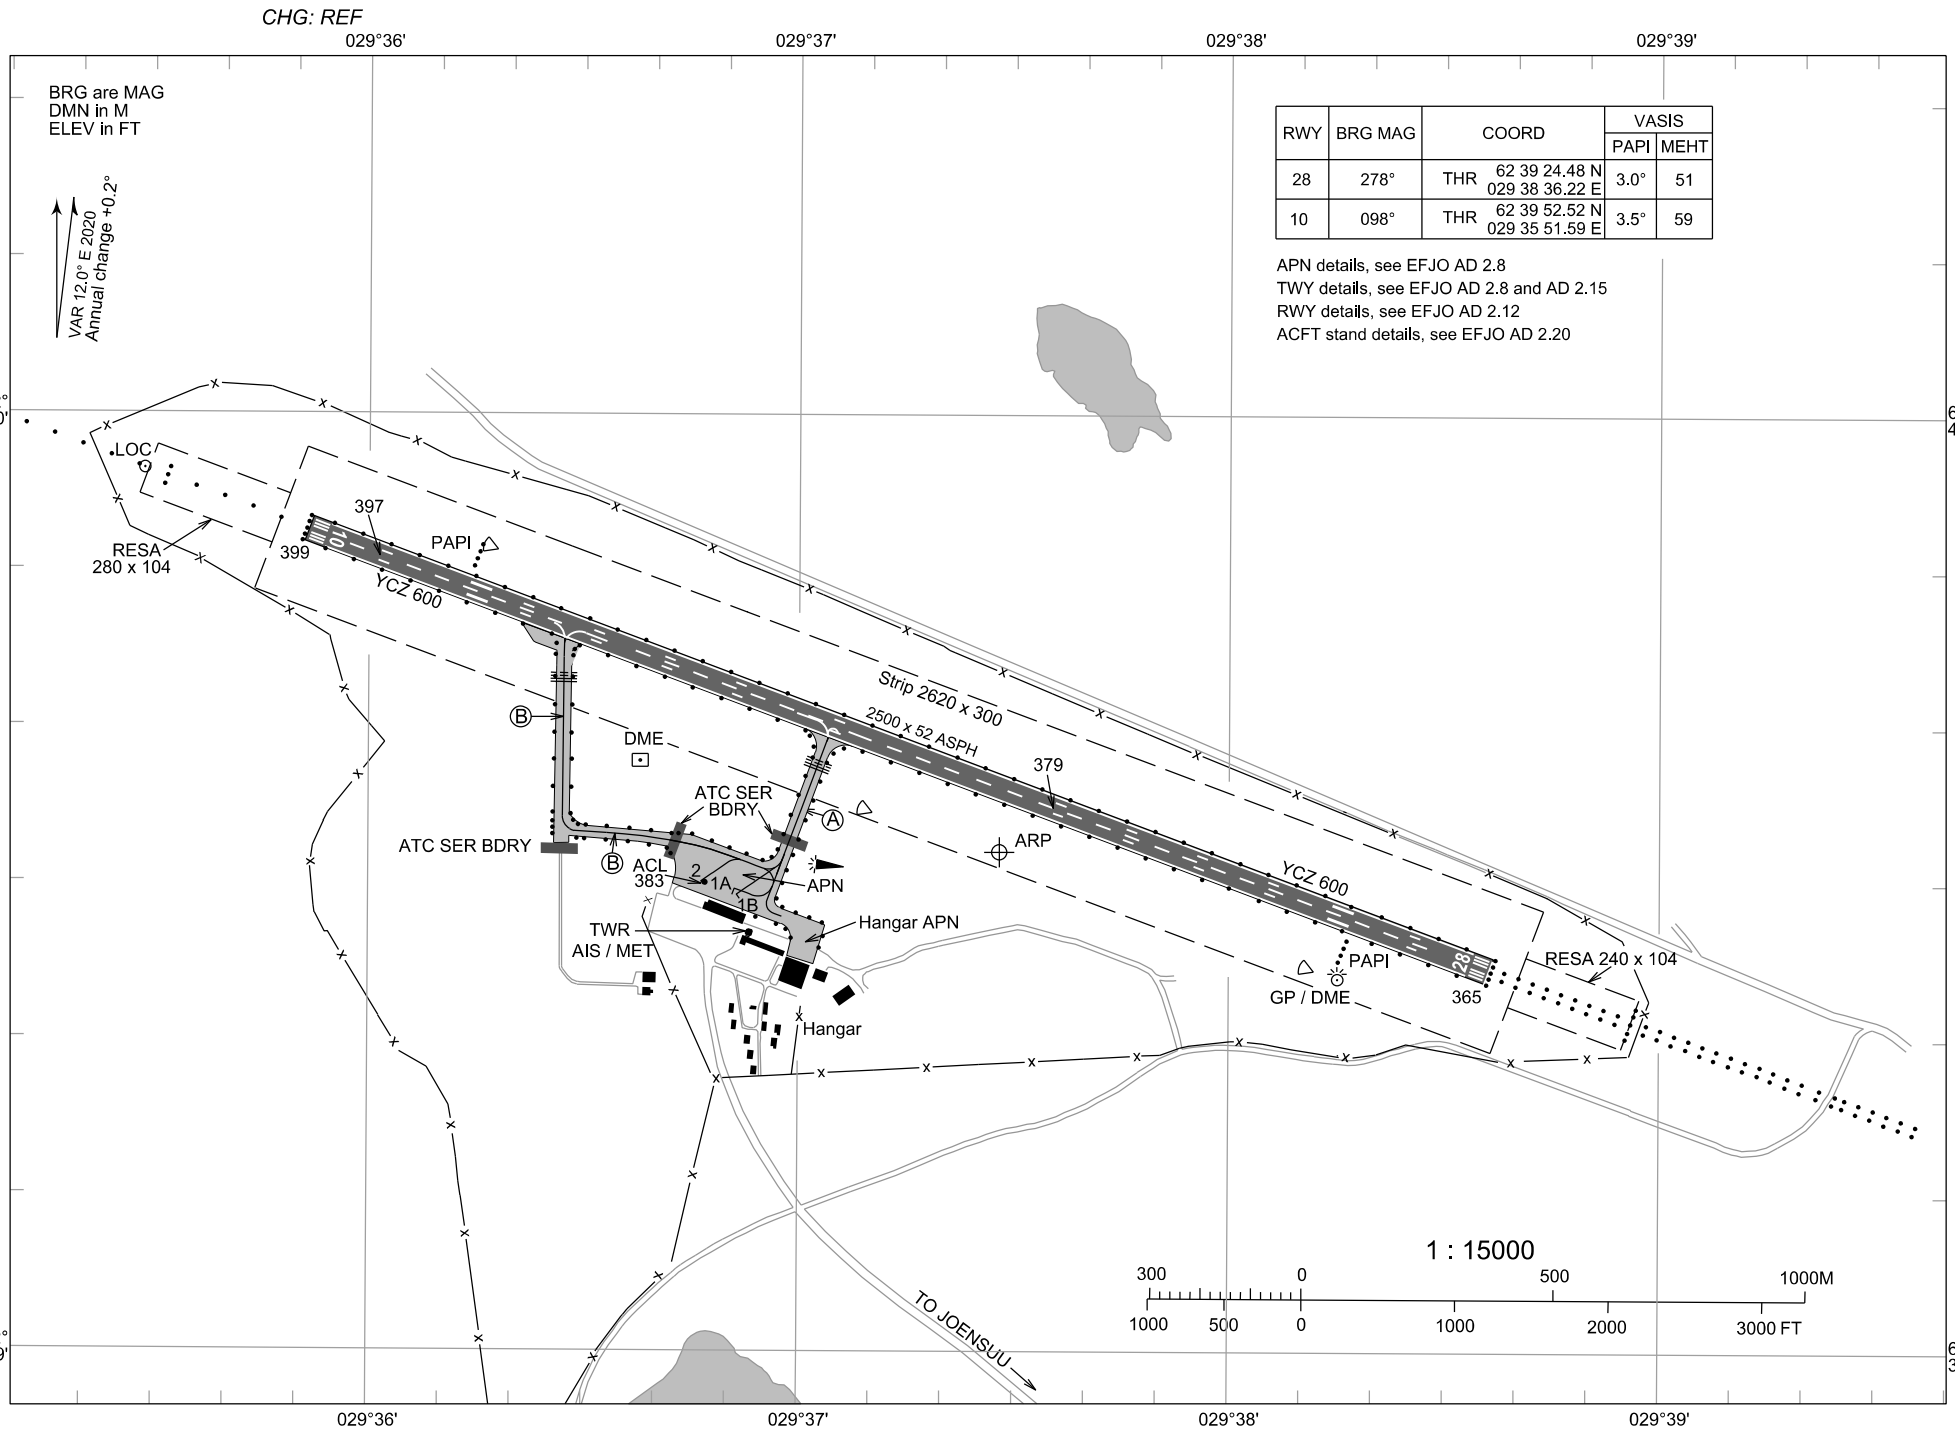 CHG: REF
029°36'
029°37'
029°38'
029°39'
BRG are MAG
DMN in M
ELEV in FT
VAR 12.0° E 2020
Annual change +0.2°
RWY BRG MAG COORD VASIS
PAPI MEHT
28 278° THR 62 39 24.48 N 3.0° 51
029 38 36.22 E
10 098° THR 62 39 52.52 N 3.5° 59
029 35 51.59 E
APN details, see EFJO AD 2.8
TWY details, see EFJO AD 2.8 and AD 2.15
RWY details, see EFJO AD 2.12
ACFT stand details, see EFJO AD 2.20
LOC
397
10
399
RESA
280 x 104
PAPI
YCZ 600
Strip 2620 x 300
2500 x 52 ASPH
B
DME
379
ATC SER
BDRY
A
ARP
ATC SER BDRY
B
ACL
383
2
1A,
1B
APN
YCZ 600
Hangar APN
TWR
AIS / MET
28
PAPI
RESA 240 x 104
GP / DME
365
Hangar
x
1 : 15000
300 0 500 1000M
1000 500 0 1000 2000 3000 FT
TO JOENSUU
029°36'
029°37'
029°38'
029°39'